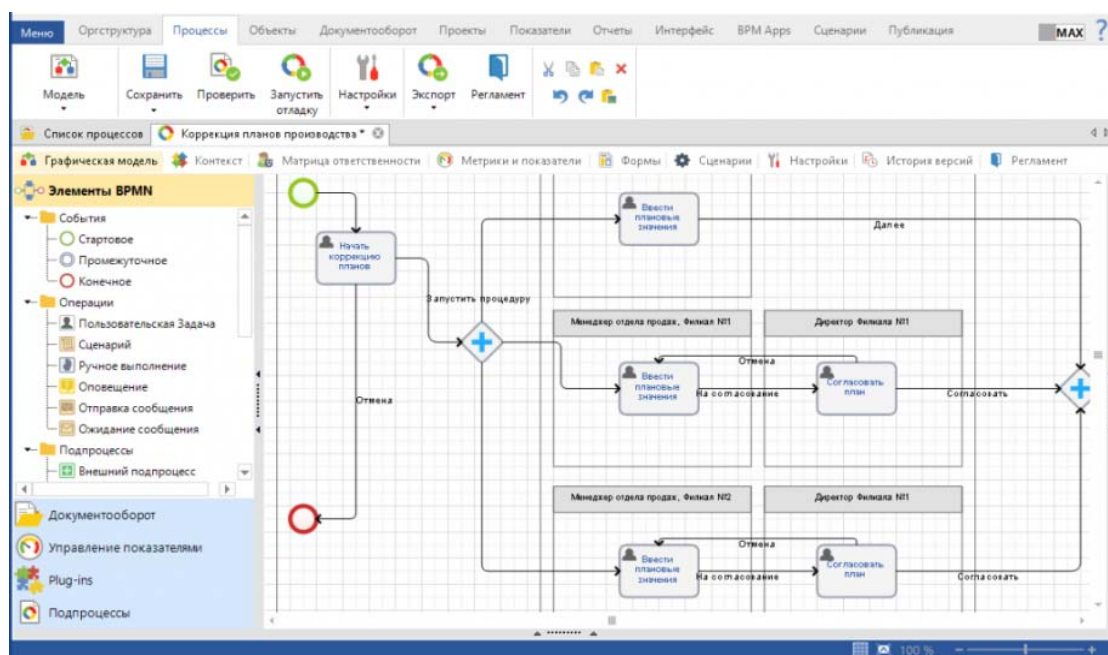 Меню Оргструктура Процессы Объекты Документооборот Проекты Показатели Отчеты Интерфейс BPM Apps Сценарии Публикация MAX ?
Модель Сохранить Проверить Запустить отладку Настройки Экспорт Регламент
Список процессов Коррекция планов производства*
Графическая модель Контекст Матрица ответственности Метрики и показатели Формы Сценарии Настройки История версий Регламент
Элементы BPMN
События
Стартовое
Промежуточное
Конечное
Операции
Пользовательская Задача
Сценарий
Ручное выполнение
Оповещение
Отправка сообщения
Ожидание сообщения
Подпроцессы
Внешний подпроцесс
Документооборот
Управление показателями
Plug-ins
Подпроцессы
Начать
коррекцию
планов
Отмена
Запустить процедуру
Ввести
плановые
значения
Далее
Менеджер отдела продаж, Филиал №1
Директор Филиала №1
Ввести
плановые
значения
Отмена
На согласование
Согласовать
план
Согласовать
Менеджер отдела продаж, Филиал №2
Директор Филиала №1
Ввести
плановые
значения
Отмена
На согласование
Согласовать
план
Согласовать
100 %